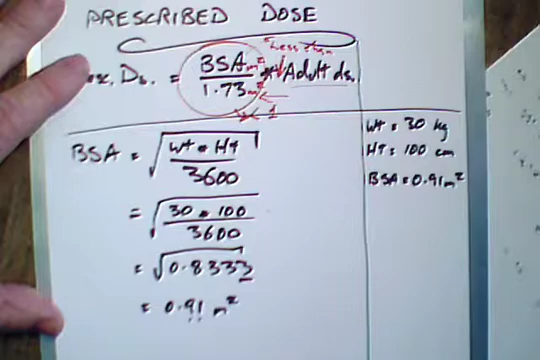 PRESCRIBED DOSE
Less than
Ds. = BSA m² / 1.73 m² * Adult ds.
< 1
BSA = √ Wt * Ht / 3600
= √ 30 * 100 / 3600
= √0.8333
= 0.91 m²
Wt = 30 kg
Ht = 100 cm
BSA = 0.91 m²